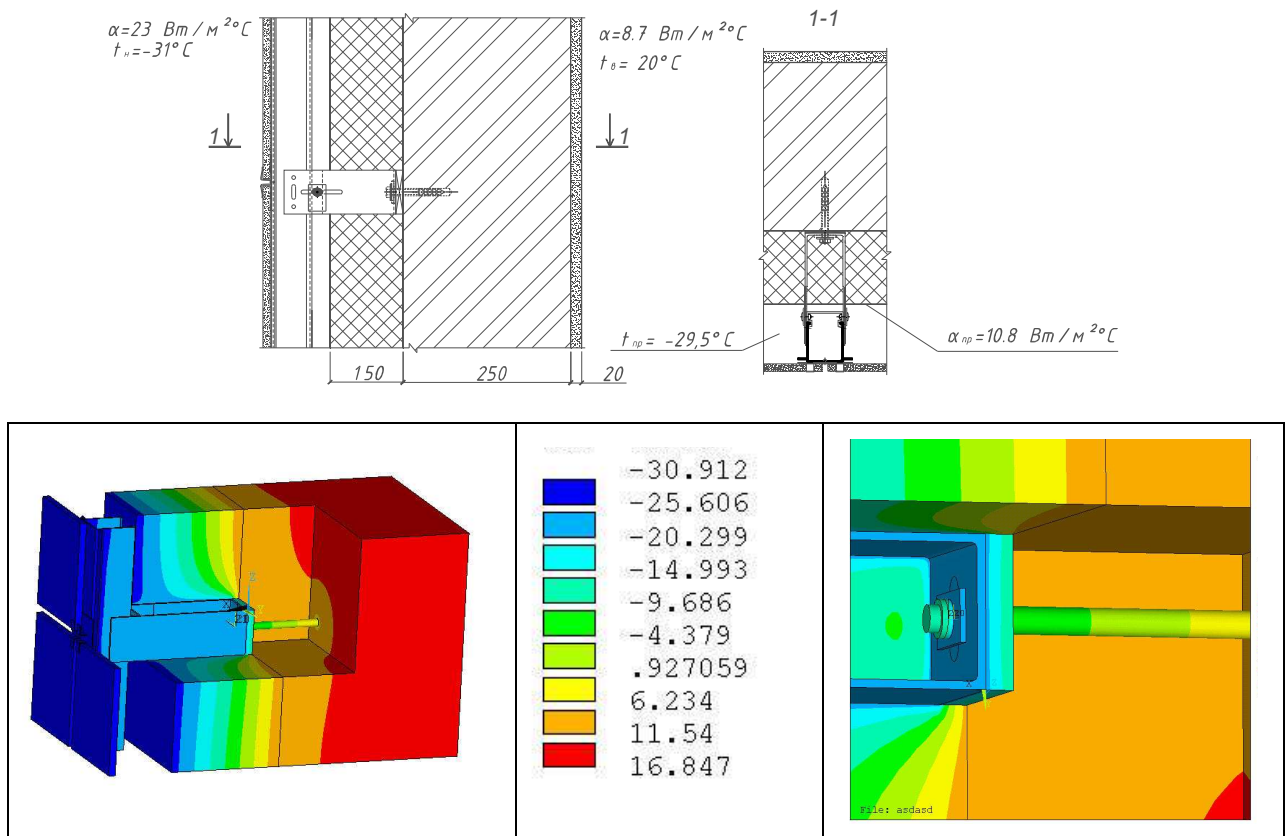 α=23 Вт/м²°С
tн=-31°С
α=8.7 Вт/м²°С
tв= 20°С
1-1
1
1
tпр= -29,5°С
αпр=10.8 Вт/м²°С
150
250
20
-30.912
-25.606
-20.299
-14.993
-9.686
-4.379
.927059
6.234
11.54
16.847
File: asdasd